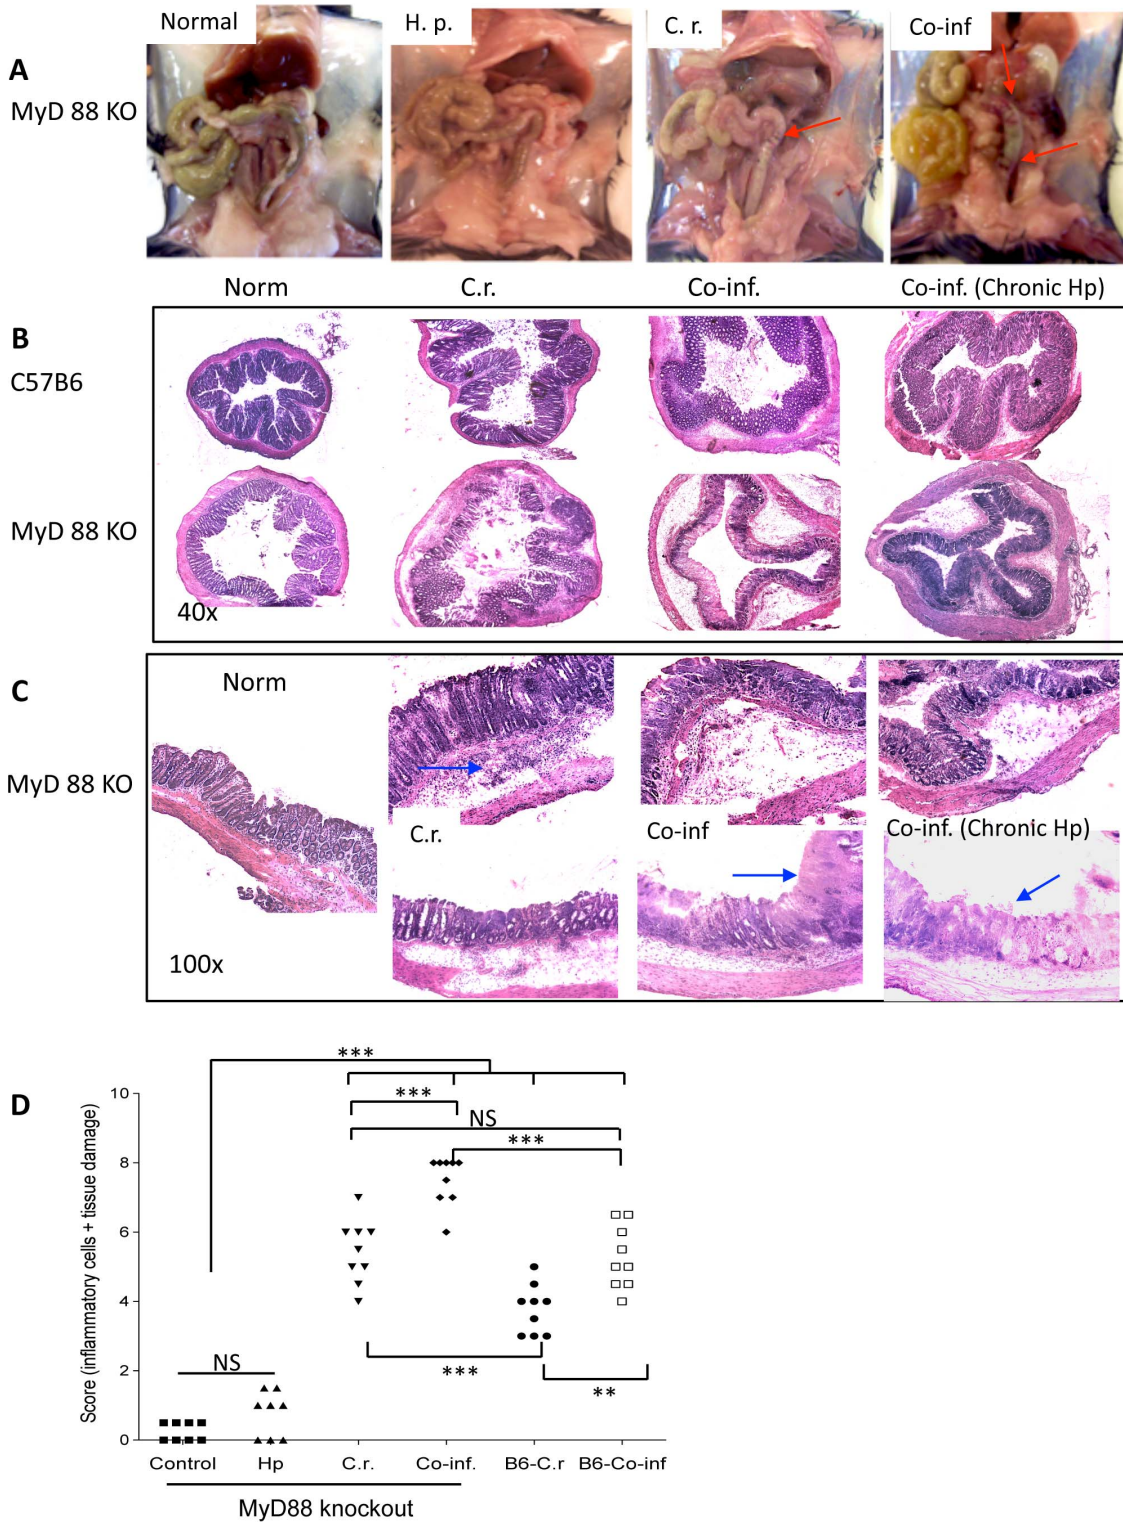 Normal
H. p.
C. r.
Co-inf
A
MyD 88 KO
Norm
C.r.
Co-inf.
Co-inf. (Chronic Hp)
B
C57B6
MyD 88 KO
40x
C
Norm
MyD 88 KO
C.r.
Co-inf
Co-inf. (Chronic Hp)
100x
D
***
***
NS
***
Score (inflammatory cells + tissue damage)
10
8
6
4
2
0
NS
***
**
Control
Hp
C.r.
Co-inf.
B6-C.r
B6-Co-inf
MyD88 knockout